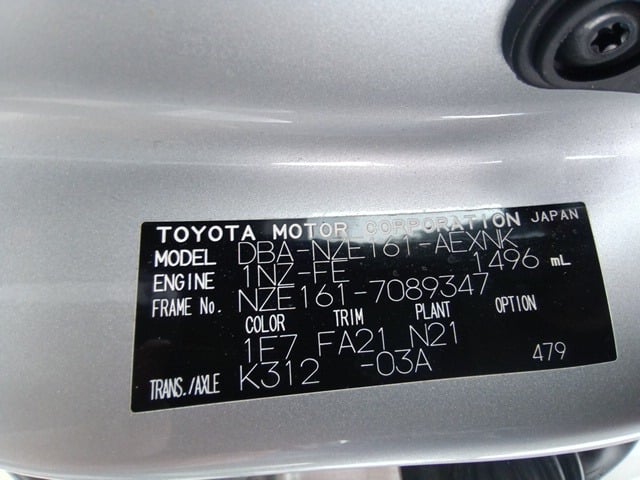 TOYOTA MOTOR CORPORATION JAPAN
MODEL DBA-NZE161-AEXNK
ENGINE 1NZ-FE 1496 mL
FRAME No. NZE161-7089347
COLOR TRIM PLANT OPTION
1E7 FA21 N21
TRANS./AXLE K312 -03A 479